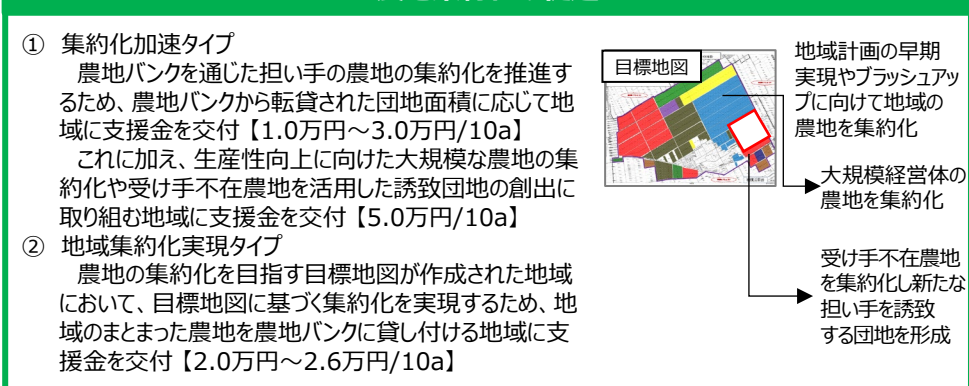 ① 集約化加速タイプ
農地バンクを通じた担い手の農地の集約化を推進す
るため、農地バンクから転貸された団地面積に応じて地
域に支援金を交付【1.0万円～3.0万円/10a】
これに加え、生産性向上に向けた大規模な農地の集
約化や受け手不在農地を活用した誘致団地の創出に
取り組む地域に支援金を交付【5.0万円/10a】
② 地域集約化実現タイプ
農地の集約化を目指す目標地図が作成された地域
において、目標地図に基づく集約化を実現するため、地
域のまとまった農地を農地バンクに貸し付ける地域に支
援金を交付【2.0万円～2.6万円/10a】
目標地図
地域計画の早期
実現やブラッシュアッ
プに向けて地域の
農地を集約化
大規模経営体の
農地を集約化
受け手不在農地
を集約化し新たな
担い手を誘致
する団地を形成